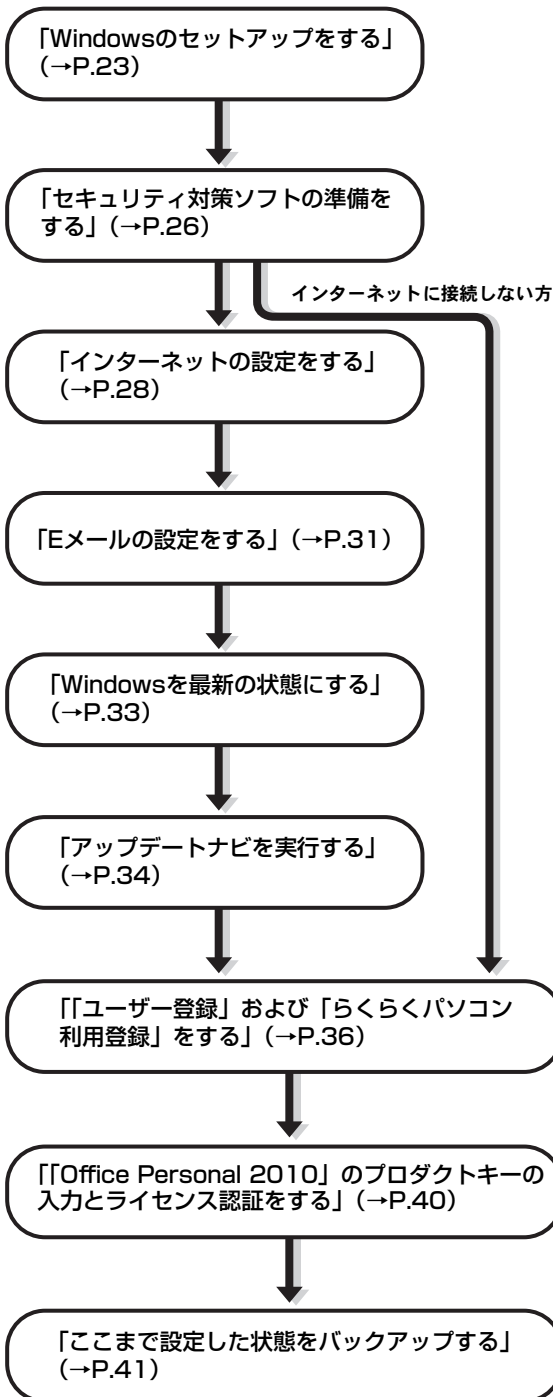 「Windowsのセットアップをする」
（→P.23）
「セキュリティ対策ソフトの準備を
する」（→P.26）
インターネットに接続しない方
「インターネットの設定をする」
（→P.28）
「Eメールの設定をする」（→P.31）
「Windowsを最新の状態にする」
（→P.33）
「アップデートナビを実行する」
（→P.34）
「「ユーザー登録」および「らくらくパソコン
利用登録」をする」（→P.36）
「「Office Personal 2010」のプロダクトキーの
入力とライセンス認証をする」（→P.40）
「ここまで設定した状態をバックアップする」
（→P.41）